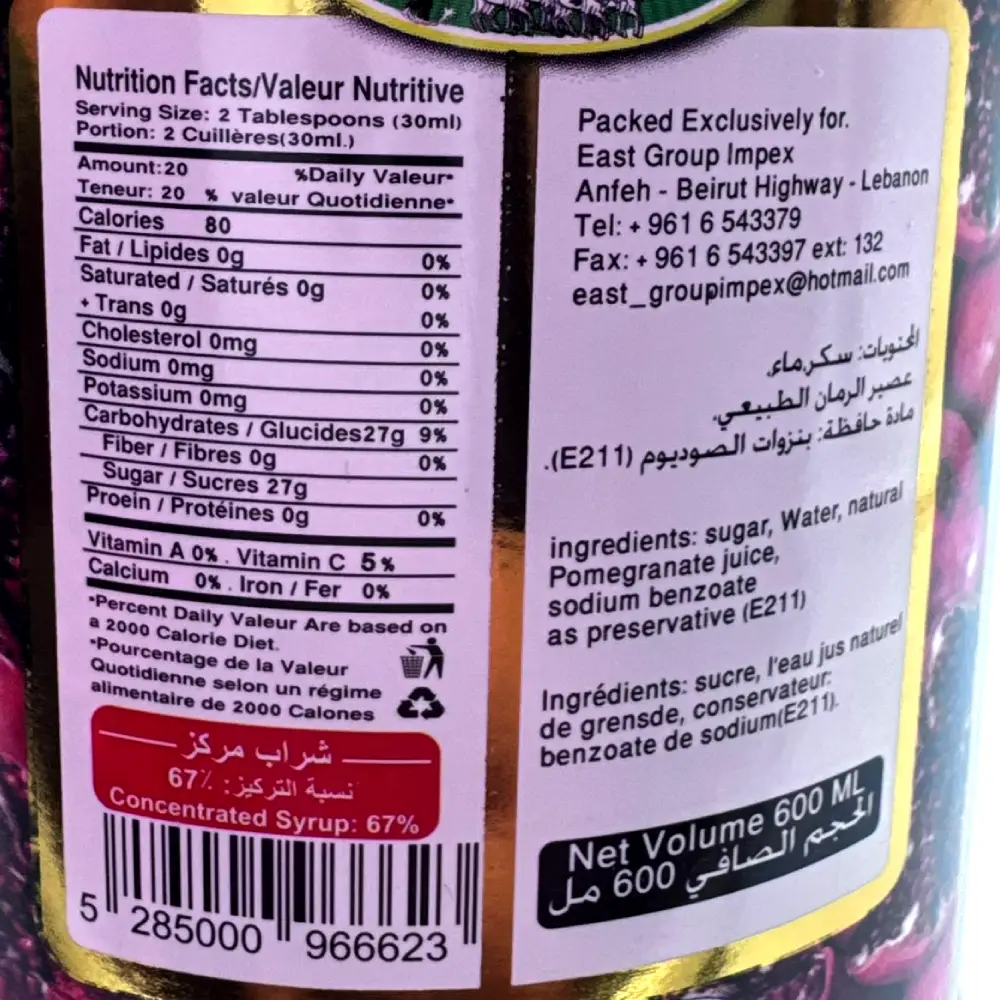 Nutrition Facts/Valeur Nutritive
Serving Size: 2 Tablespoons (30ml)
Portion: 2 Cuillères(30ml.)
Amount:20 %Daily Valeur*
Teneur: 20 % valeur Quotidienne*
Calories 80
Fat / Lipides 0g 0%
Saturated / Saturés 0g 0%
+ Trans 0g 0%
Cholesterol 0mg 0%
Sodium 0mg 0%
Potassium 0mg 0%
Carbohydrates / Glucides27g 9%
Fiber / Fibres 0g 0%
Sugar / Sucres 27g
Proein / Protéines 0g 0%
Vitamin A 0% . Vitamin C 5%
Calcium 0% . Iron / Fer 0%
*Percent Daily Valeur Are based on
a 2000 Calorie Diet.
*Pourcentage de la Valeur
Quotidienne selon un régime
alimentaire de 2000 Calones
شراب مركز
نسبة التركيز: 67%
Concentrated Syrup: 67%
5 285000 966623
Packed Exclusively for.
East Group Impex
Anfeh - Beirut Highway - Lebanon
Tel: + 961 6 543379
Fax: + 961 6 543397 ext: 132
east_groupimpex@hotmail.com
المحتويات: سكر,ماء,
عصير الرمان الطبيعي.
مادة حافظة: بنزوات الصوديوم (E211).
ingredients: sugar, Water, natural
Pomegranate juice,
sodium benzoate
as preservative (E211)
Ingrédients: sucre, l'eau jus naturel
de grensde, conservateur:
benzoate de sodium(E211).
Net Volume 600 ML
الحجم الصافي 600 مل